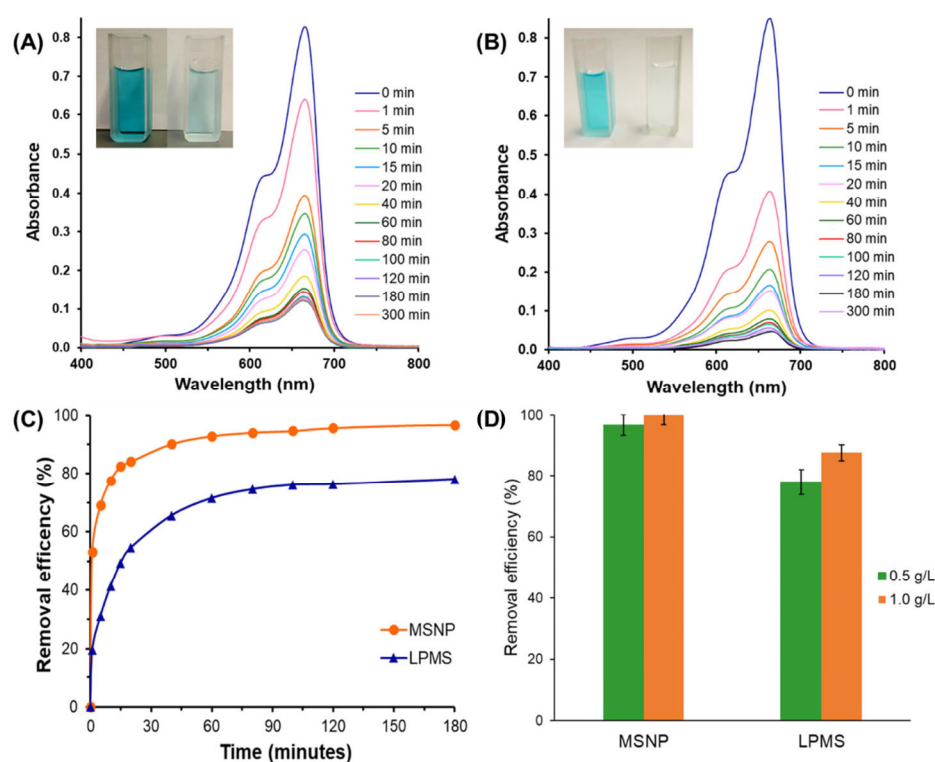 (A)
Absorbance
0.8
0.7
0.6
0.5
0.4
0.3
0.2
0.1
0.0
400
500
600
700
800
Wavelength (nm)
0 min
1 min
5 min
10 min
15 min
20 min
40 min
60 min
80 min
100 min
120 min
180 min
300 min
(B)
Absorbance
0.8
0.7
0.6
0.5
0.4
0.3
0.2
0.1
0.0
400
500
600
700
800
Wavelength (nm)
0 min
1 min
5 min
10 min
15 min
20 min
40 min
60 min
80 min
100 min
120 min
180 min
300 min
(C)
Removal efficency (%)
100
80
60
40
20
0
0
30
60
90
120
150
180
Time (minutes)
MSNP
LPMS
(D)
Removal efficiency (%)
100
80
60
40
20
0
MSNP
LPMS
0.5 g/L
1.0 g/L